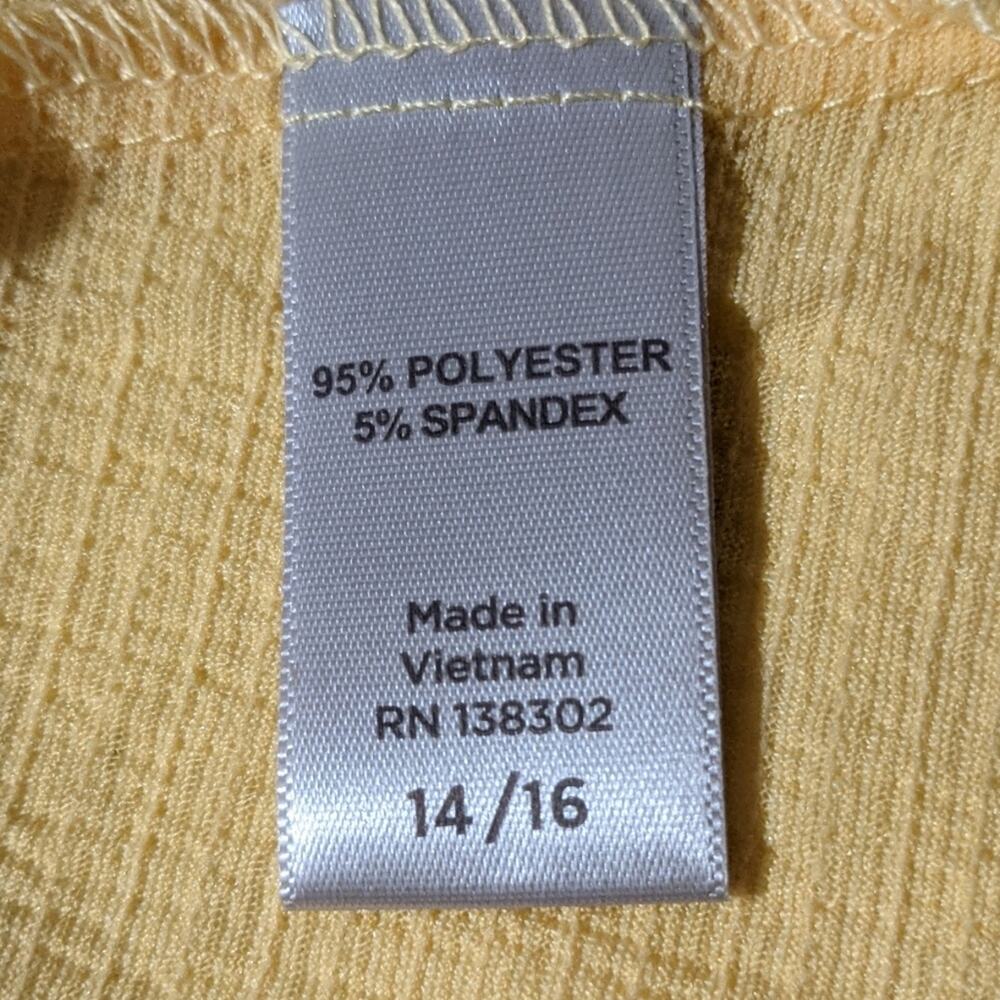 95% POLYESTER
5% SPANDEX
Made in
Vietnam
RN 138302
14/16